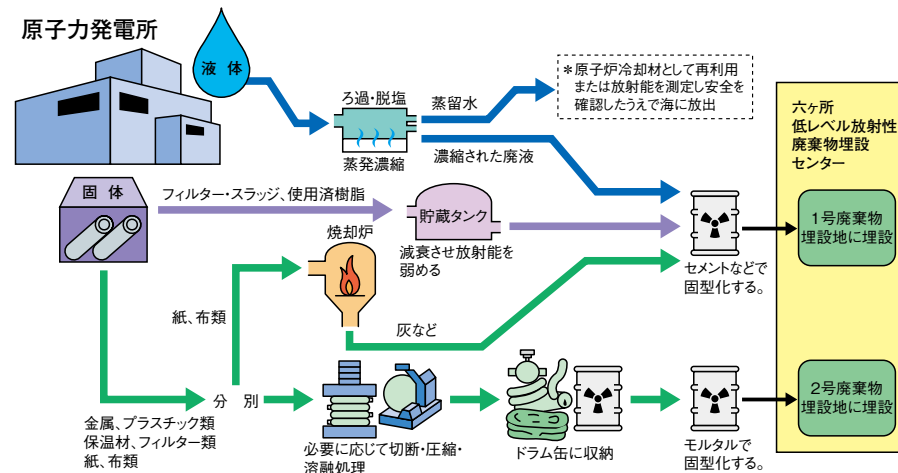 原子力発電所
液体
ろ過・脱塩
蒸発濃縮
蒸留水
濃縮された廃液
＊原子炉冷却材として再利用
または放射能を測定し安全を
確認したうえで海に放出
六ヶ所
低レベル放射性
廃棄物埋設
センター
固体
フィルター・スラッジ、使用済樹脂
貯蔵タンク
減衰させ放射能を
弱める
セメントなどで
固型化する。
1号廃棄物
埋設地に埋設
焼却炉
紙、布類
灰など
分別
金属、プラスチック類
保温材、フィルター類
紙、布類
必要に応じて切断・圧縮・
溶融処理
ドラム缶に収納
モルタルで
固型化する。
2号廃棄物
埋設地に埋設